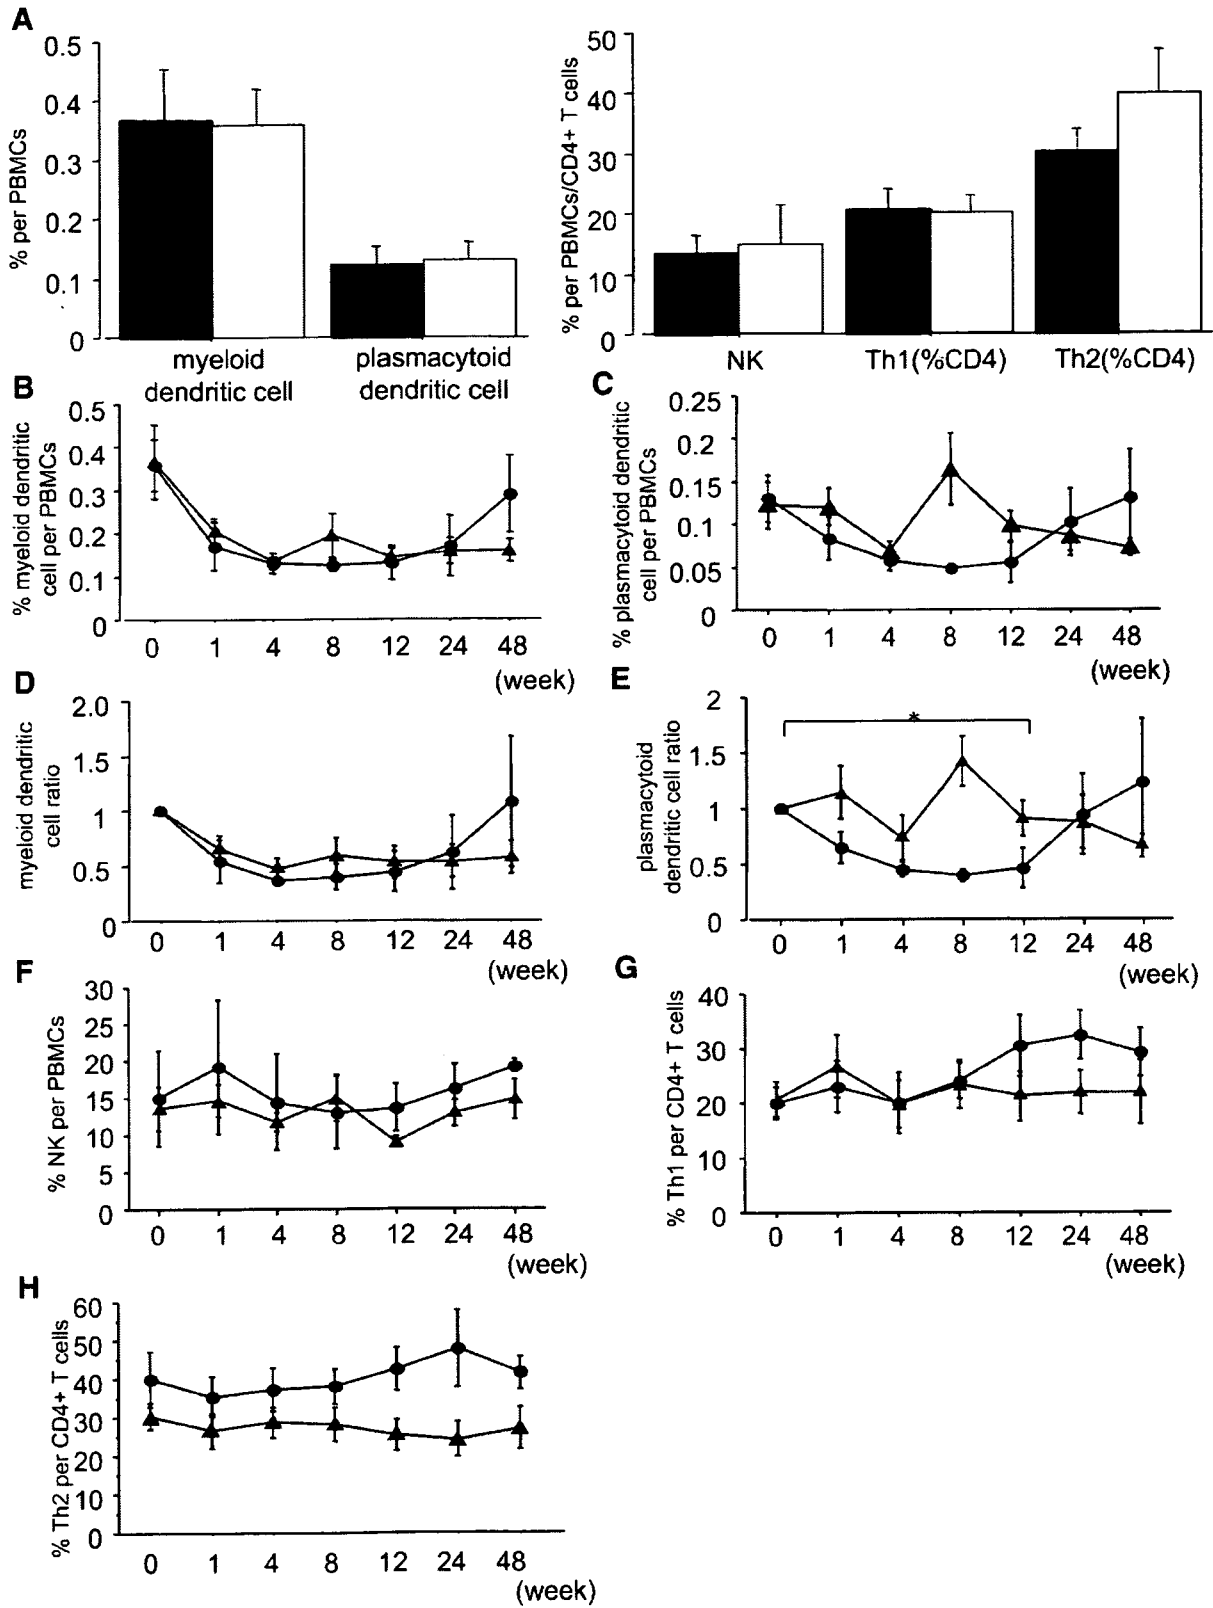 A
0.5
0.4
0.3
0.2
0.1
0
% per PBMCs
myeloid
dendritic cell
plasmacytoid
dendritic cell
50
40
30
20
10
0
% per PBMCs/CD4+ T cells
NK
Th1(%CD4)
Th2(%CD4)
B
0.5
0.4
0.3
0.2
0.1
0
% myeloid dendritic
cell per PBMCs
0 1 4 8 12 24 48
(week)
C
0.25
0.2
0.15
0.1
0.05
0
% plasmacytoid dendritic
cell per PBMCs
0 1 4 8 12 24 48
(week)
D
2.0
1.5
1
0.5
0
myeloid dendritic
cell ratio
0 1 4 8 12 24 48
(week)
E
2
1.5
1
0.5
0
plasmacytoid
dendritic cell ratio
*
0 1 4 8 12 24 48
(week)
F
30
25
20
15
10
5
0
% NK per PBMCs
0 1 4 8 12 24 48
(week)
G
40
30
20
10
0
% Th1 per CD4+ T cells
0 1 4 8 12 24 48
(week)
H
60
50
40
30
20
10
0
% Th2 per CD4+ T cells
0 1 4 8 12 24 48
(week)